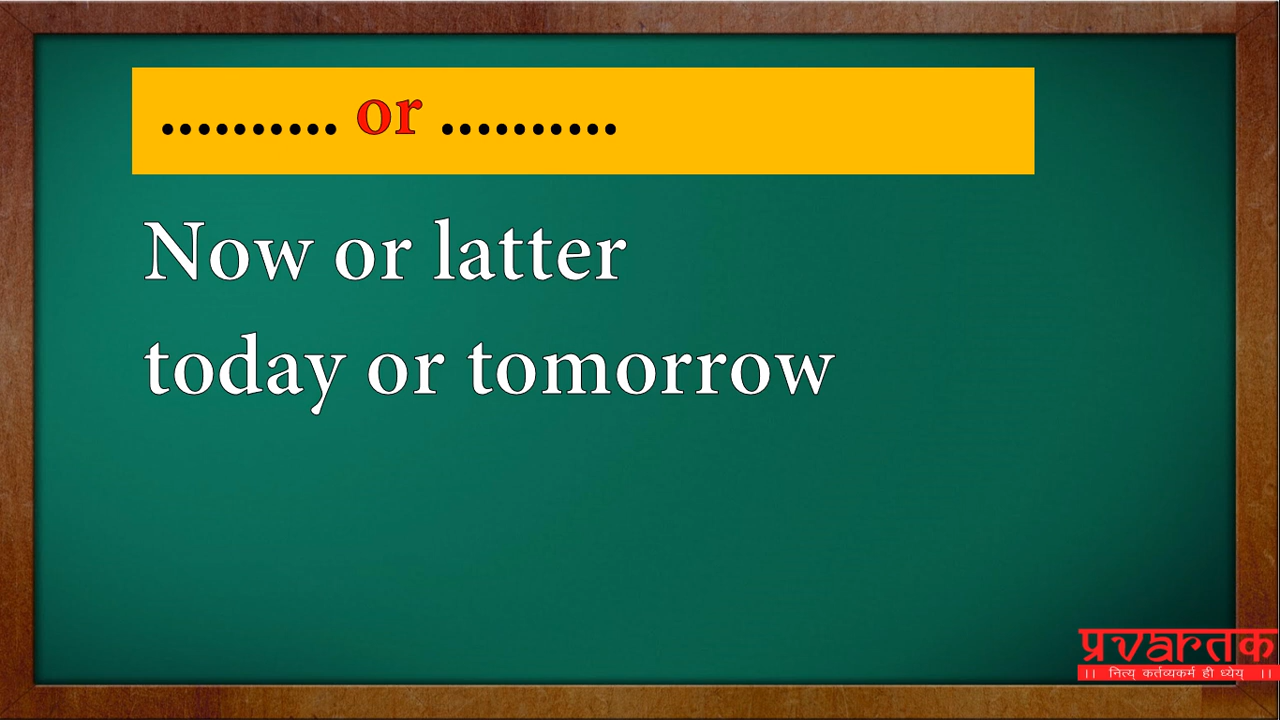 .......... or ..........
Now or latter
today or tomorrow
प्रvartक
।। नित्य कर्तव्यकर्म ही ध्येय ।।